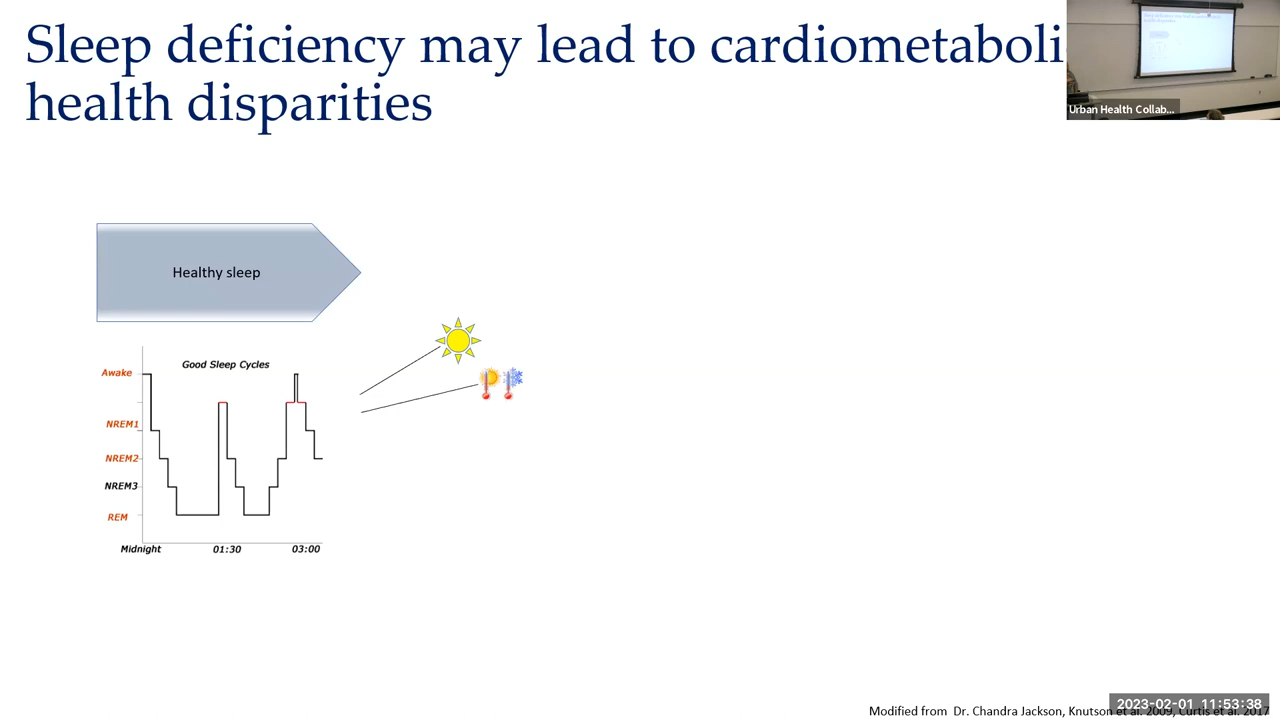 Sleep deficiency may lead to cardiometaboli
health disparities
Urban Health Collab...
Healthy sleep
Good Sleep Cycles
Awake
NREM1
NREM2
NREM3
REM
Midnight 01:30 03:00
2023-02-01 11:53:38
Modified from Dr. Chandra Jackson, Knutson et al. 2009, Curtis et al. 2017